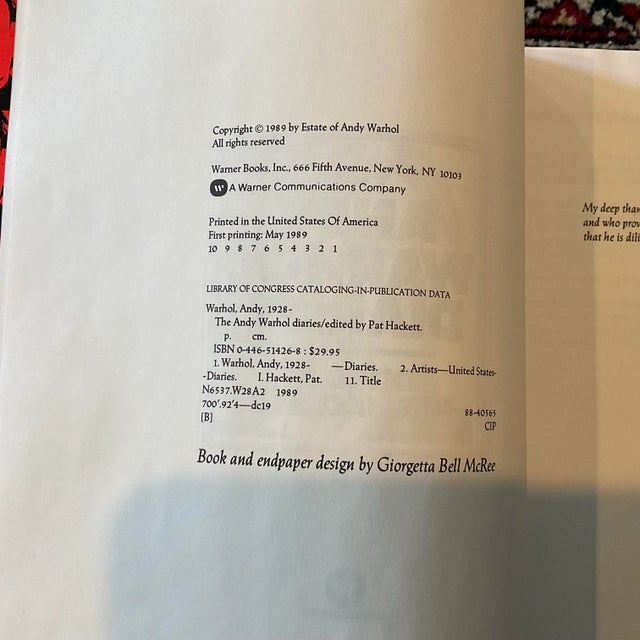 Copyright © 1989 by Estate of Andy Warhol
All rights reserved
Warner Books, Inc., 666 Fifth Avenue, New York, NY 10103
A Warner Communications Company
Printed in the United States Of America
First printing: May 1989
10 9 8 7 6 5 4 3 2 1
LIBRARY OF CONGRESS CATALOGING-IN-PUBLICATION DATA
Warhol, Andy, 1928-
The Andy Warhol diaries/edited by Pat Hackett.
p. cm.
ISBN 0-446-51426-8 : $29.95
1. Warhol, Andy, 1928- —Diaries. 2. Artists—United States-
-Diaries. I. Hackett, Pat. 11. Title
N6537.W28A2 1989
700'.92'4—dc19
88-40565
[B]
CIP
Book and endpaper design by Giorgetta Bell McRee
My deep than
and who prov
that he is dili